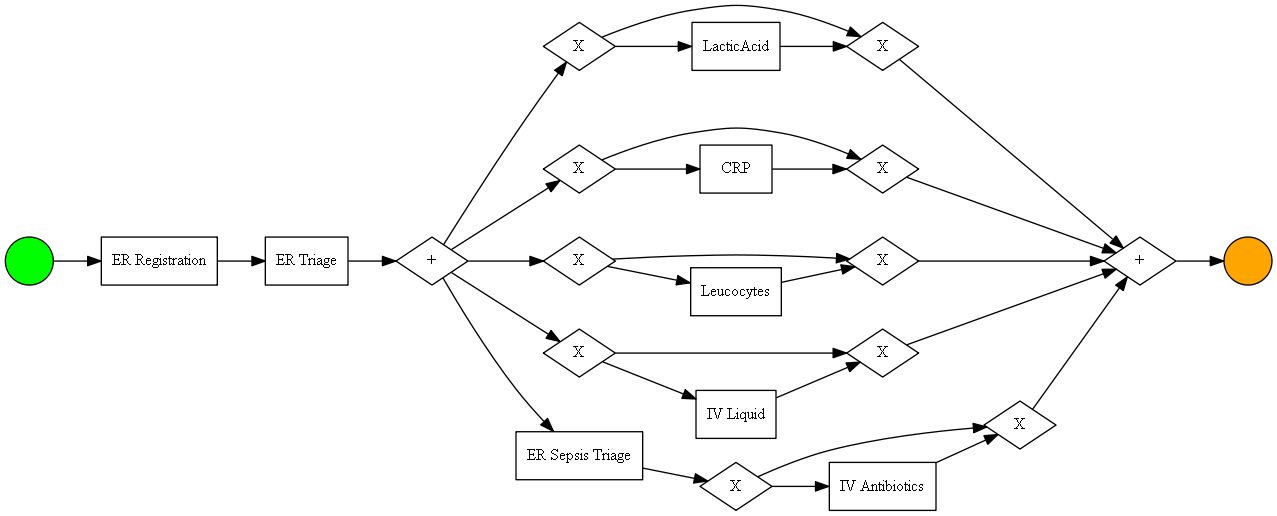 X
LacticAcid
X
X
CRP
X
ER Registration
ER Triage
+
X
Leucocytes
X
+
X
IV Liquid
X
ER Sepsis Triage
X
IV Antibiotics
X